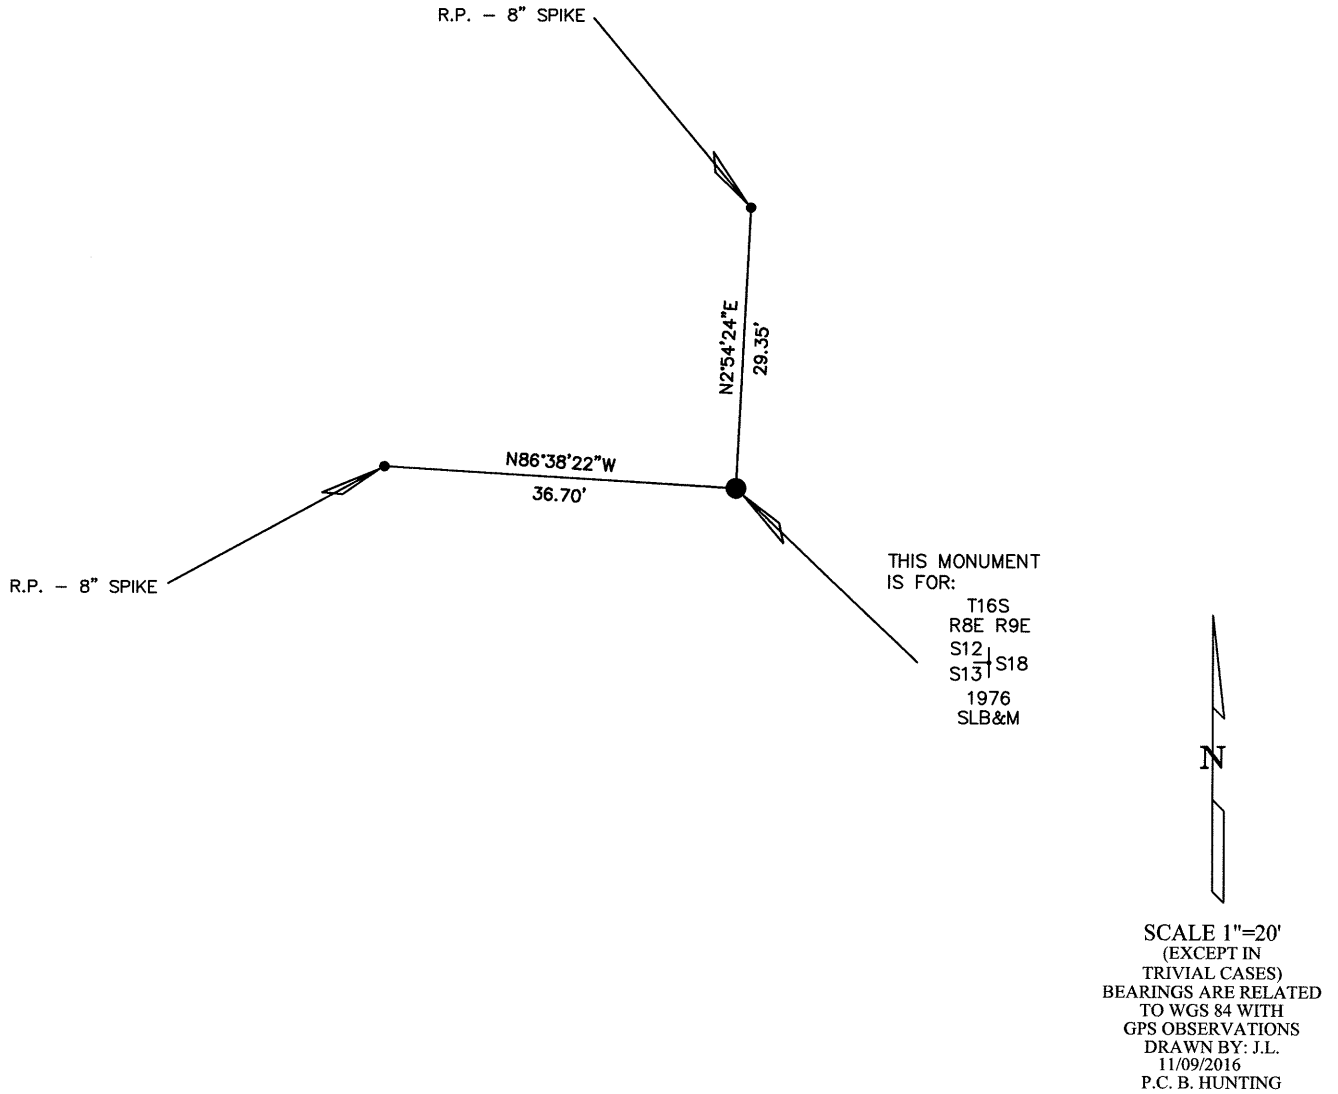 R.P. – 8" SPIKE
N2°54'24"E
29.35'
N86°38'22"W
36.70'
R.P. – 8" SPIKE
THIS MONUMENT
IS FOR:
T16S
R8E R9E
S12
S18
S13
1976
SLB&M
N
SCALE 1"=20'
(EXCEPT IN
TRIVIAL CASES)
BEARINGS ARE RELATED
TO WGS 84 WITH
GPS OBSERVATIONS
DRAWN BY: J.L.
11/09/2016
P.C. B. HUNTING